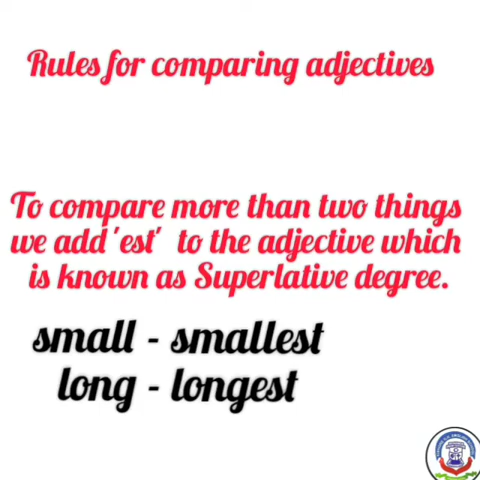 Rules for comparing adjectives
To compare more than two things
we add 'est' to the adjective which
is known as Superlative degree.
small - smallest
long - longest